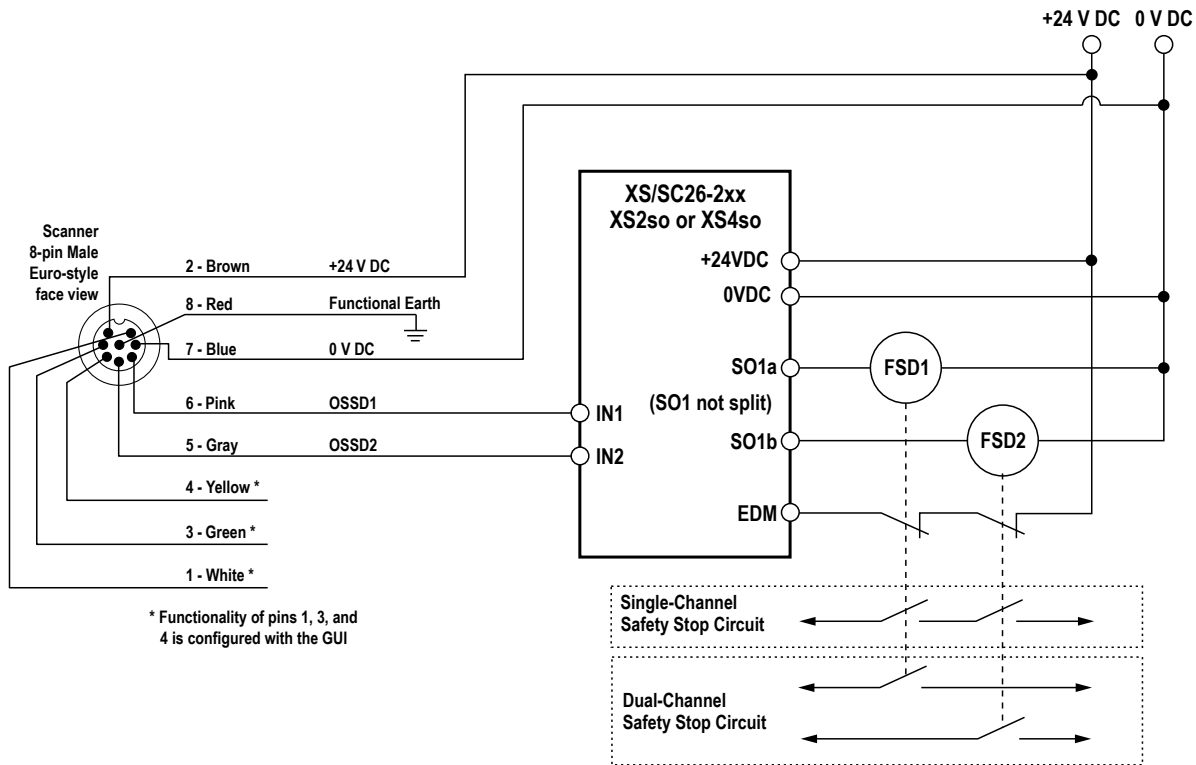 +24 V DC 0 V DC
XS/SC26-2xx
XS2so or XS4so
Scanner
8-pin Male
Euro-style
face view
2 - Brown +24 V DC
8 - Red Functional Earth
7 - Blue 0 V DC
6 - Pink OSSD1
5 - Gray OSSD2
4 - Yellow *
3 - Green *
1 - White *
* Functionality of pins 1, 3, and
4 is configured with the GUI
IN1
IN2
+24VDC
0VDC
SO1a
(SO1 not split)
SO1b
EDM
FSD1
FSD2
Single-Channel
Safety Stop Circuit
Dual-Channel
Safety Stop Circuit